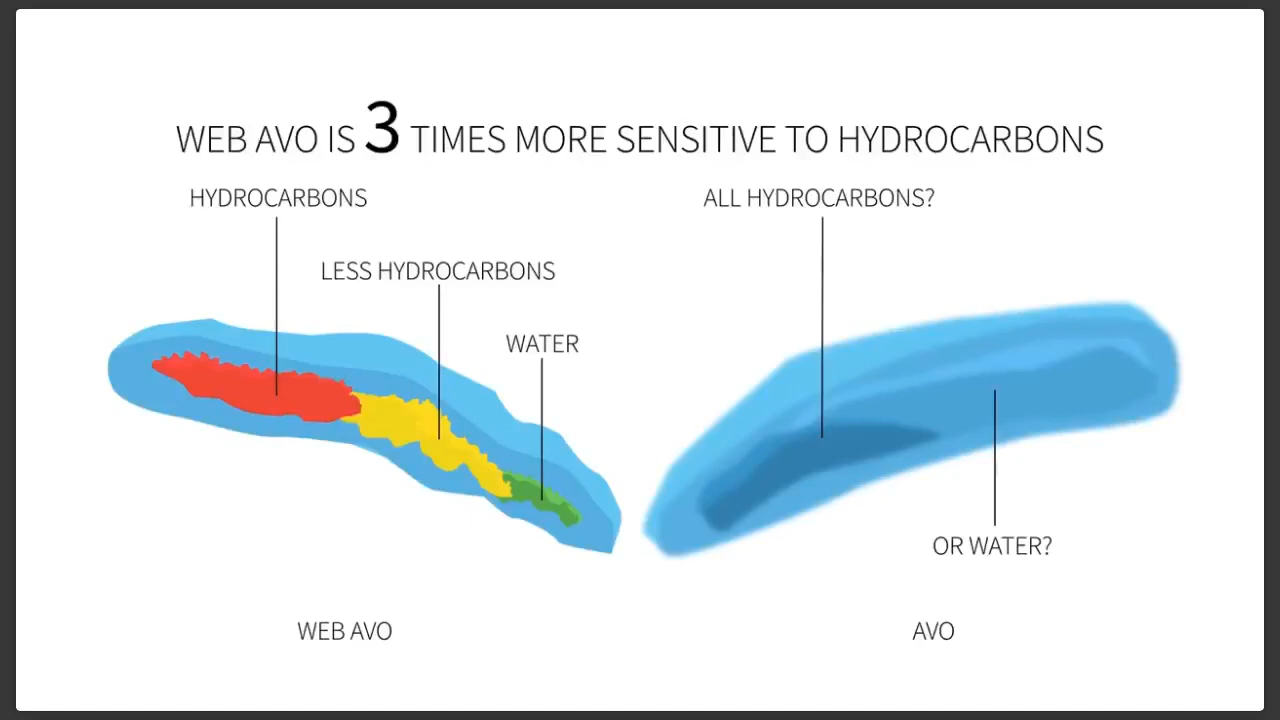 WEB AVO IS 3 TIMES MORE SENSITIVE TO HYDROCARBONS
HYDROCARBONS
ALL HYDROCARBONS?
LESS HYDROCARBONS
WATER
OR WATER?
WEB AVO
AVO